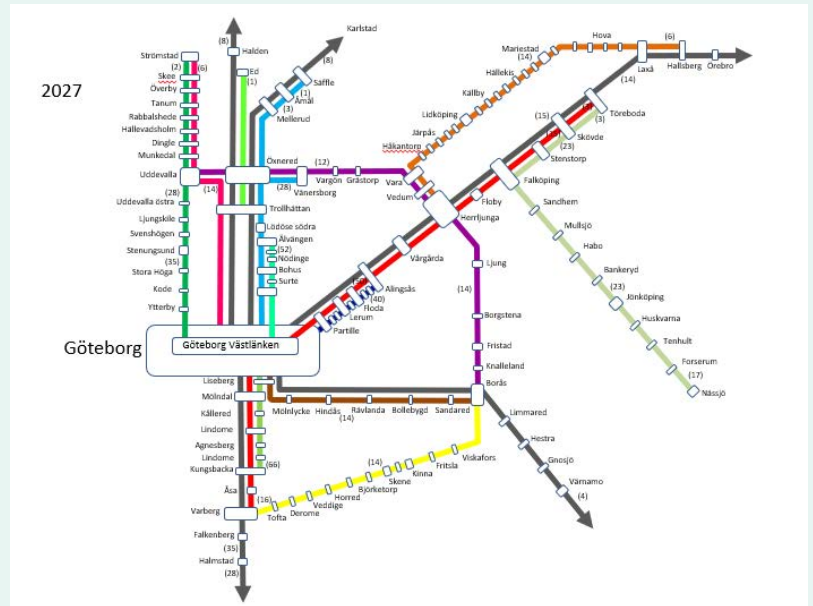 2027
Karlstad
(8)
(8)
Halden
Strömstad
(2)
(6)
Skee
Överby
Tanum
Rabbalshede
Hällevadsholm
Dingle
Munkedal
Uddevalla
(28)
(14)
Uddevalla östra
Ljungskile
Svenshögen
Stenungsund
(35)
Stora Höga
Kode
Ytterby
Ed
(1)
Säffle
(1)
Åmål
(3)
Mellerud
Öxnered
(12)
(28)
Vargön
Grästorp
Vänersborg
Trollhättan
Lödöse södra
Älvängen
(52)
Nödinge
Bohus
Surte
Hova
(6)
Mariestad
(14)
Hällekis
Källby
Lidköping
Järpås
Håkantorp
Vara
Vedum
Laxå
Hallsberg
Örebro
(14)
Töreboda
(3)
(15)
Skövde
(23)
Stenstorp
Falköping
Floby
Herrljunga
Vårgårda
Alingsås
(40)
Floda
Lerum
Partille
Sandhem
Mullsjö
Habo
Bankeryd
(23)
Jönköping
Huskvarna
Tenhult
Forserum
(17)
Nässjö
Ljung
(14)
Borgstena
Fristad
Knalleland
Borås
Göteborg
Göteborg Västlänken
Liseberg
Mölndal
Kållered
Lindome
Agnesberg
Lindome
Kungsbacka
(66)
Åsa
(16)
Varberg
Falkenberg
(35)
Halmstad
(28)
Mölnlycke
Hindås
Rävlanda
Bollebygd
Sandared
(14)
Tofta
Derome
Veddige
Horred
Björketorp
(14)
Skene
Kinna
Fritsla
Viskafors
Limmared
Hestra
Gnosjö
Värnamo
(4)